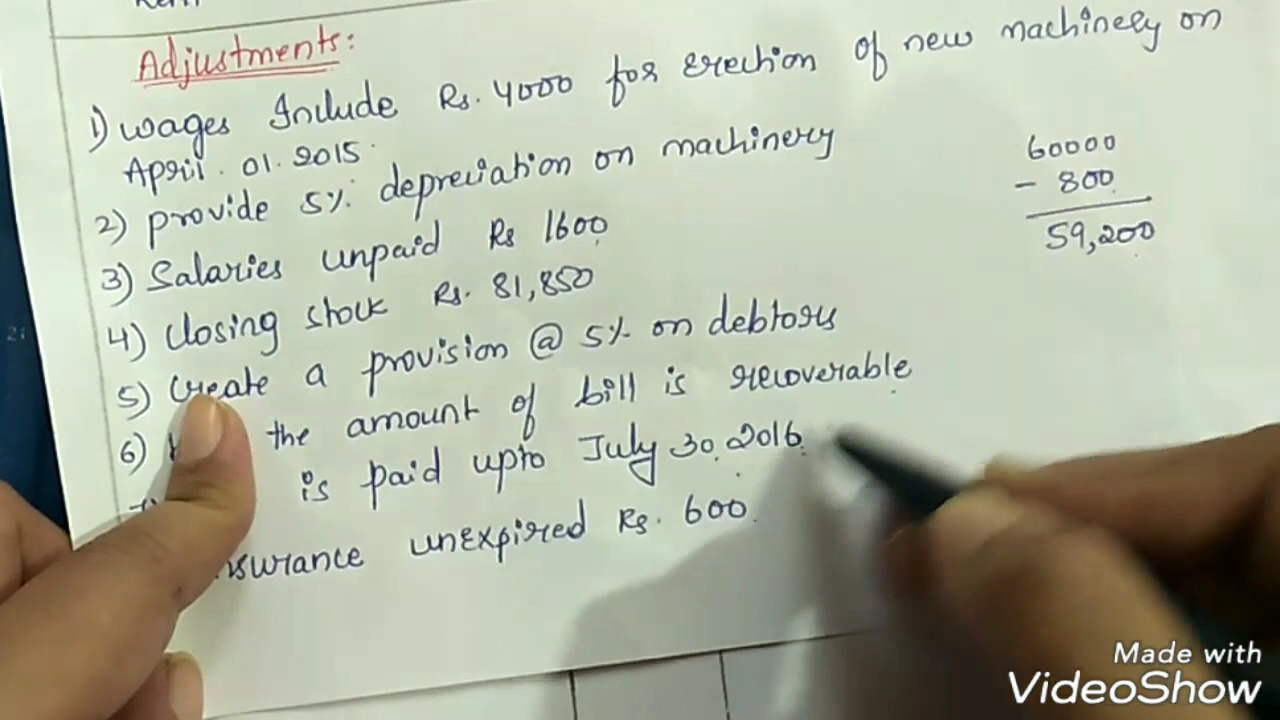 Adjustments:
1) wages Include Rs. 4000 for erection of new machinery on
April. 01. 2015.
2) provide 5% depreciation on machinery
3) Salaries unpaid Rs 1600
4) Closing stock Rs. 81,850
5) Create a provision @ 5% on debtors
6) the amount of bill is recoverable
is paid upto July 30.2016.
unexpired Rs. 600.
60000
- 800
59,200
Made with
VideoShow